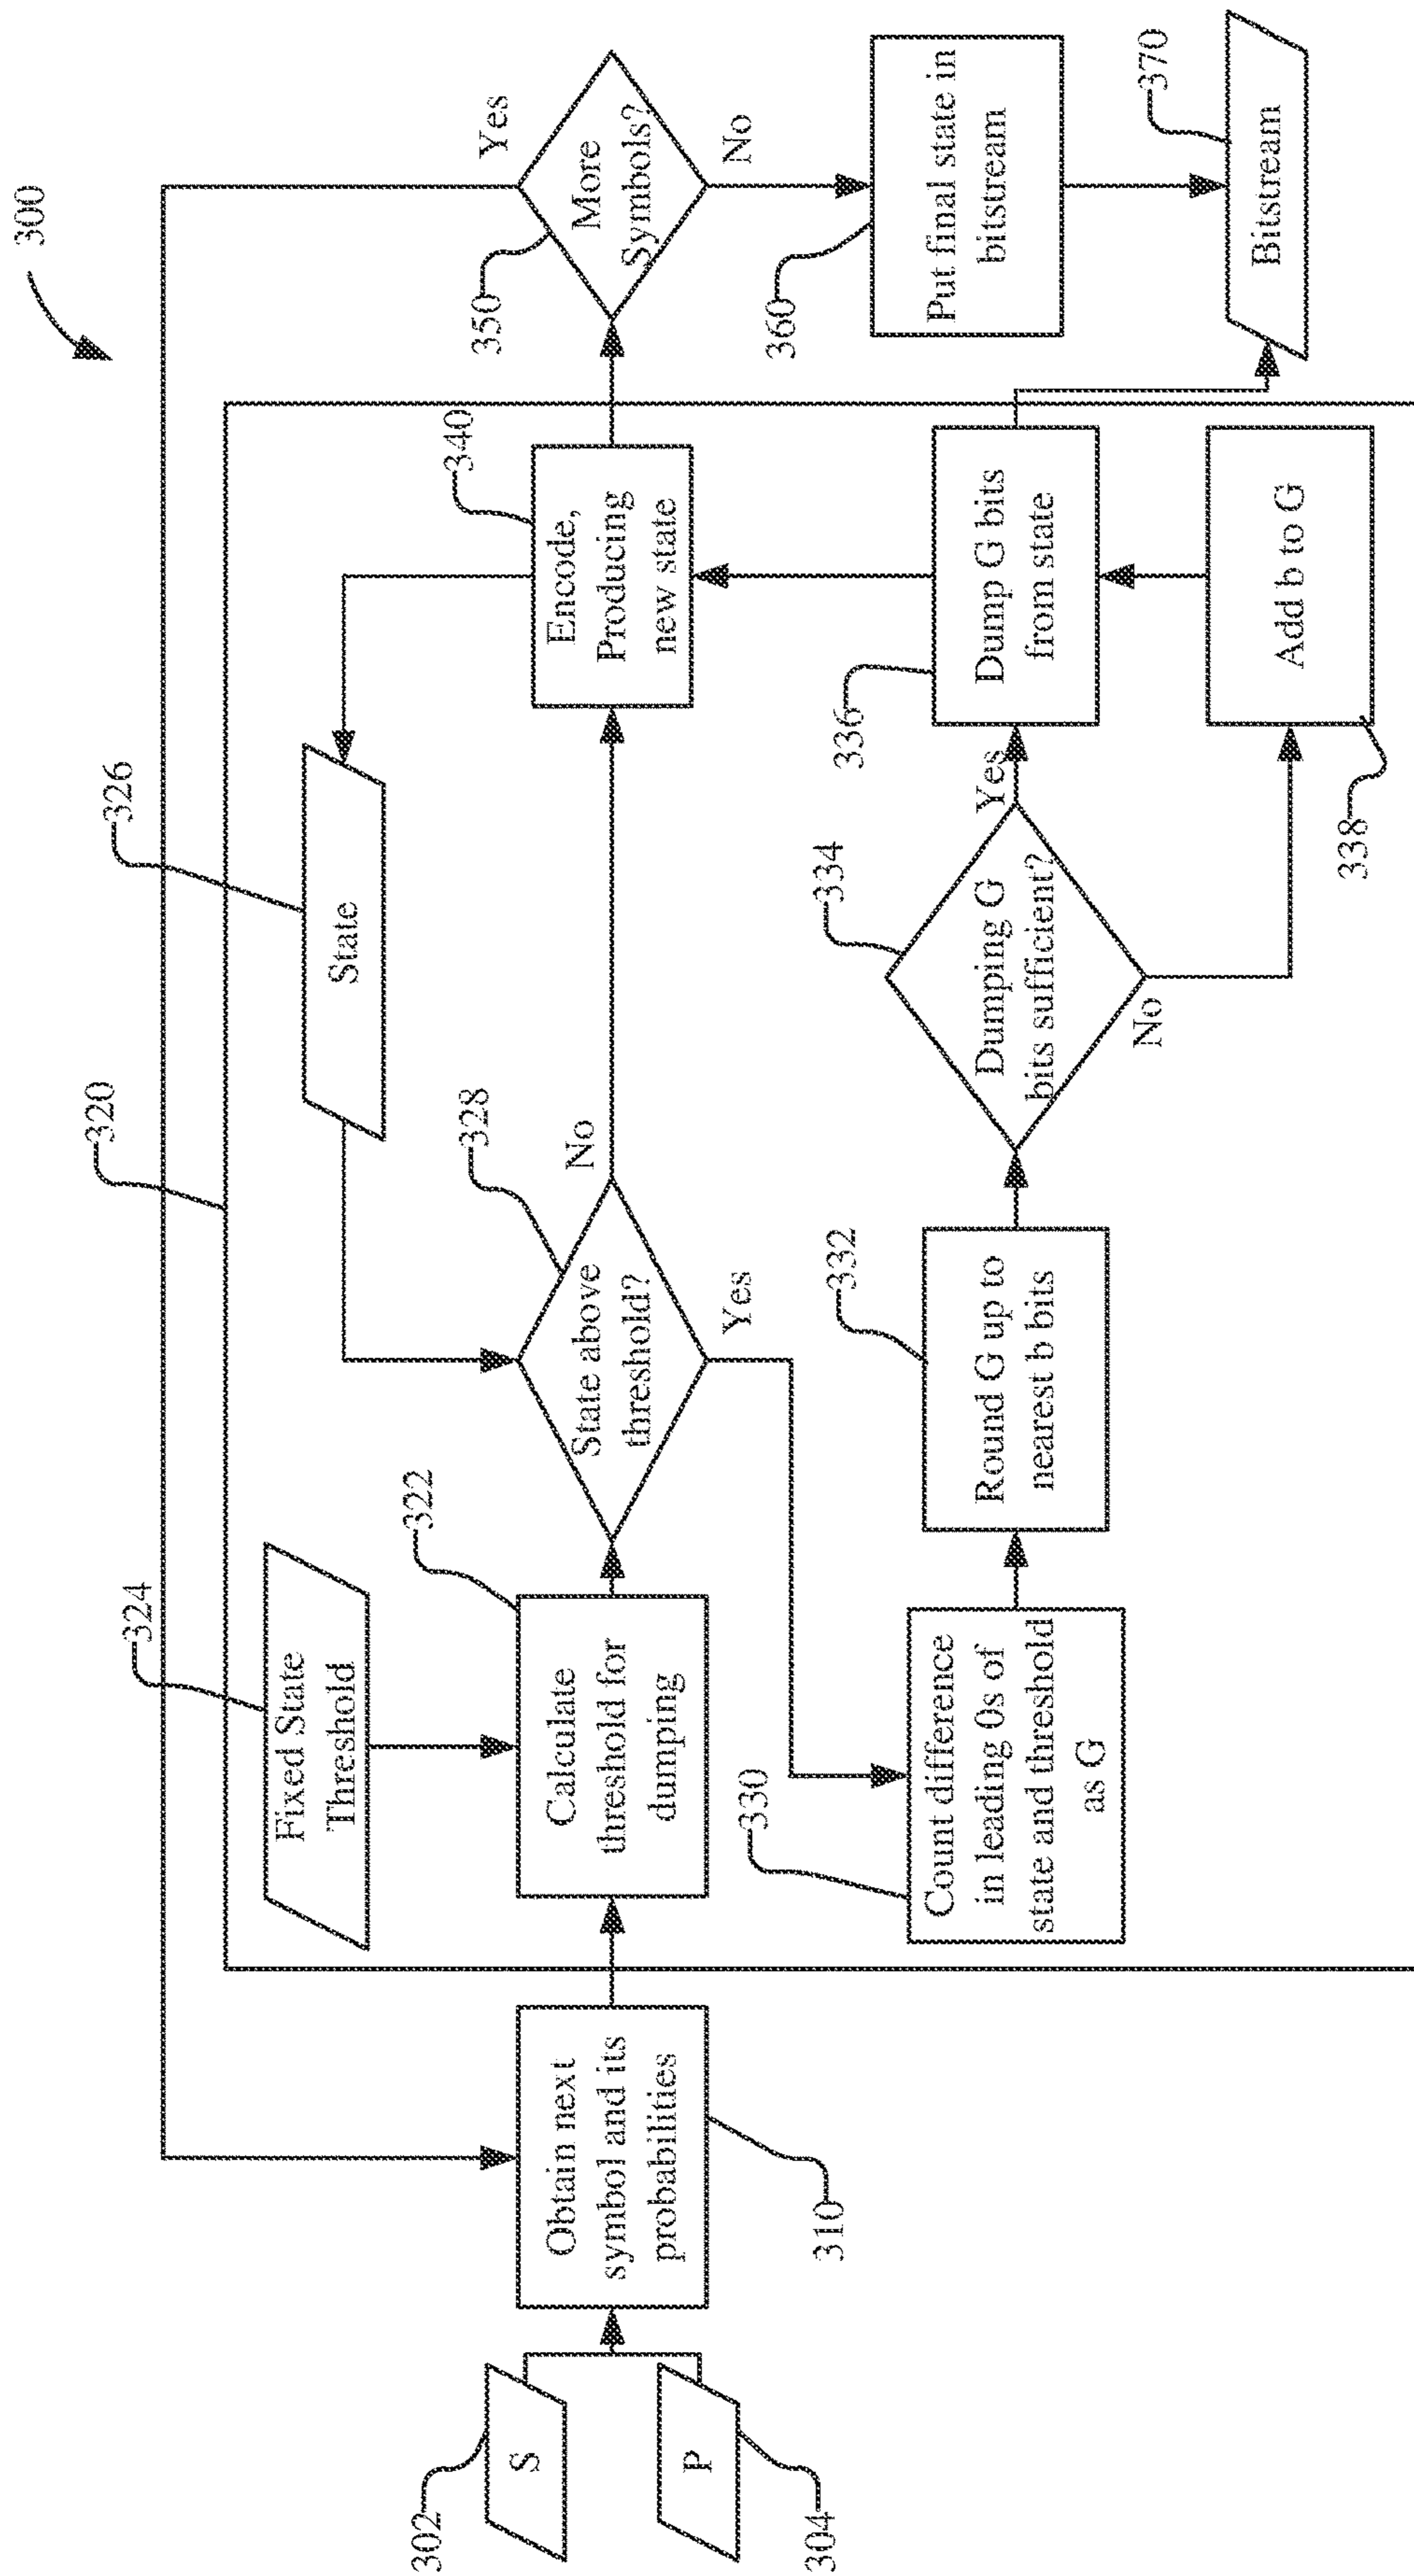 300
302
S
304
P
310
Obtain next
symbol and its
probabilities
320
324
Fixed State
Threshold
322
Calculate
threshold for
dumping
326
State
328
State above
threshold?
No
Yes
330
Count difference
in leading 0s of
state and threshold
as G
332
Round G up to
nearest b bits
334
Dumping G
bits sufficient?
Yes
No
336
Dump G bits
from state
338
Add b to G
340
Encode,
Producing
new state
350
More
Symbols?
Yes
No
360
Put final state in
bitstream
370
Bitstream